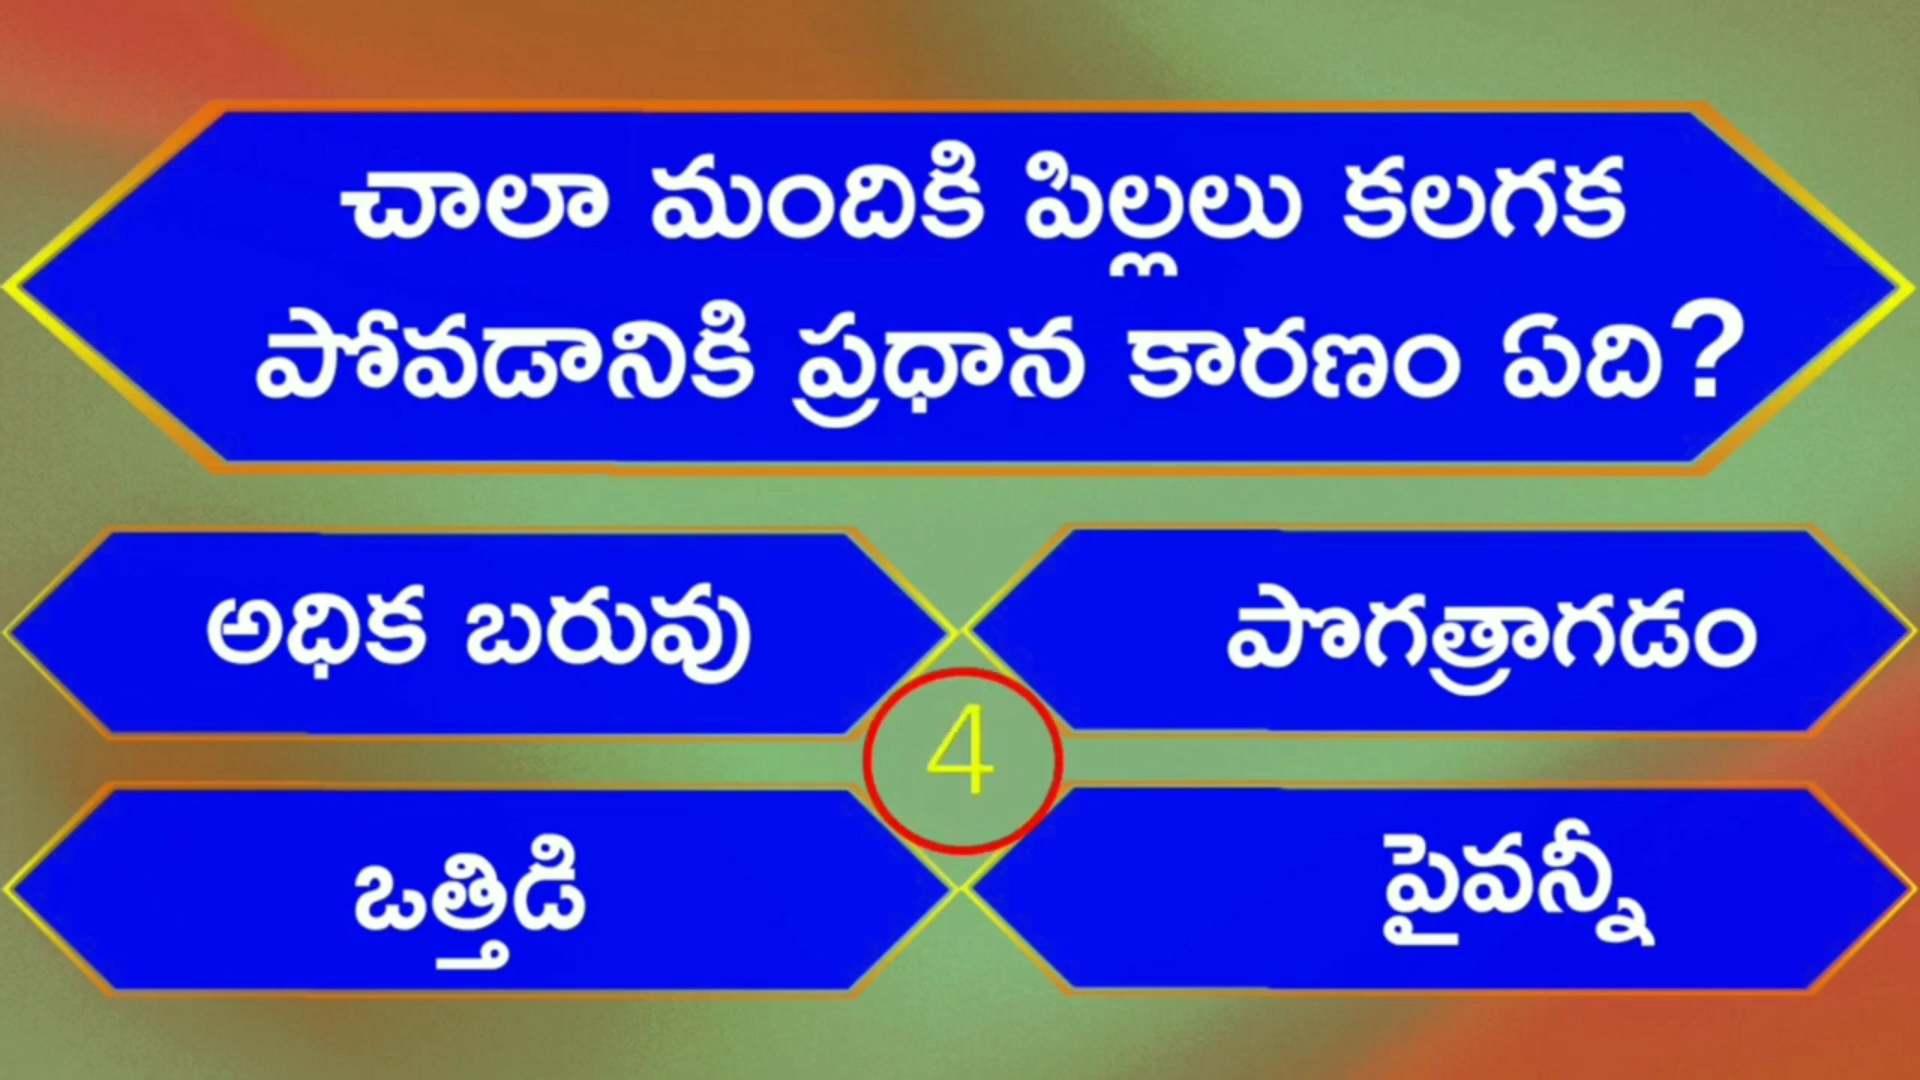 చాలా మందికి పిల్లలు కలగక
పోవడానికి ప్రధాన కారణం ఏది?
అధిక బరువు
పొగత్రాగడం
4
ఒత్తిడి
పైవన్నీ